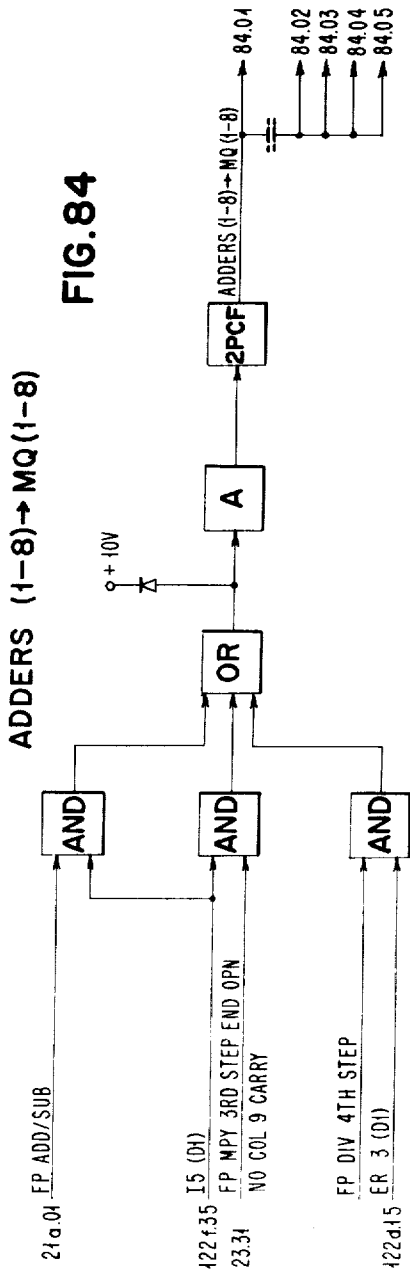 ADDERS (1-8)→ MQ(1-8)
FIG.84
21a.01 FP ADD/SUB
AND
I5 (D1)
122f.35
FP MPY 3RD STEP END OPN
23.31
NO COL 9 CARRY
AND
FP DIV 4TH STEP
ER 3 (D1)
122d.15
AND
OR
+10V
A
2PCF
ADDERS (1-8)→ MQ (1-8)
84.01
84.02
84.03
84.04
84.05